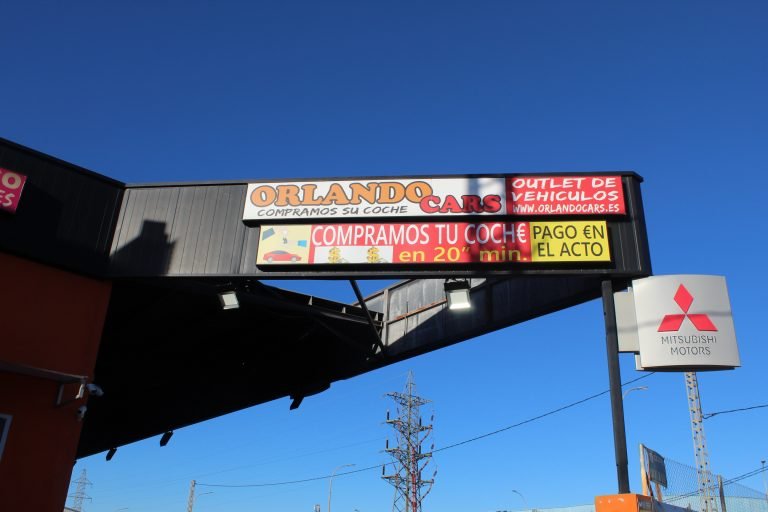 ORLANDO CARS
COMPRAMOS SU COCHE
OUTLET DE
VEHICULOS
WWW.ORLANDOCARS.ES
COMPRAMOS TU COCH€
en 20" min.
PAGO €N
EL ACTO
MITSUBISHI
MOTORS